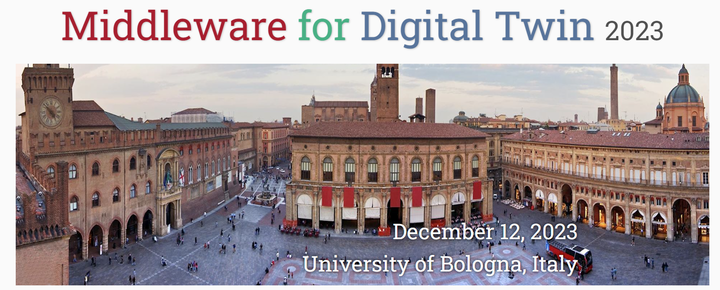 Middleware for Digital Twin 2023
December 12, 2023
University of Bologna, Italy